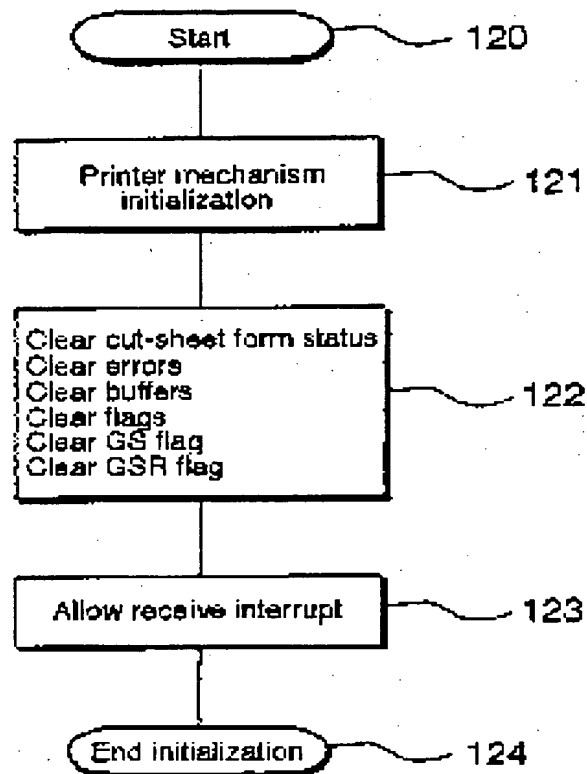 Start
120
Printer mechanism
initialization
121
Clear cut-sheet form status
Clear errors
Clear buffers
Clear flags
Clear GS flag
Clear GSR flag
122
Allow receive interrupt
123
End initialization
124